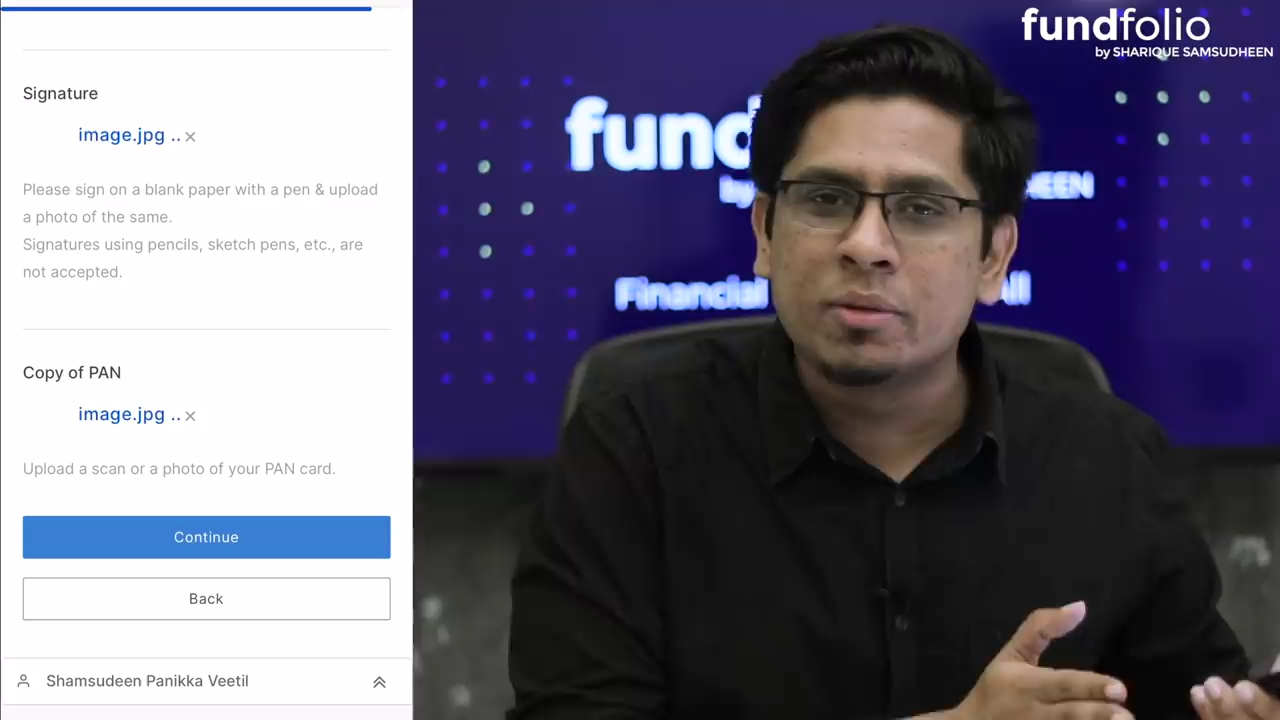 Signature
image.jpg ..
Please sign on a blank paper with a pen & upload
a photo of the same.
Signatures using pencils, sketch pens, etc., are
not accepted.
Copy of PAN
image.jpg ..
Upload a scan or a photo of your PAN card.
Continue
Back
Shamsudeen Panikka Veetil
fundfolio
by SHARIQUE SAMSUDHEEN
fund
by
Financial
All